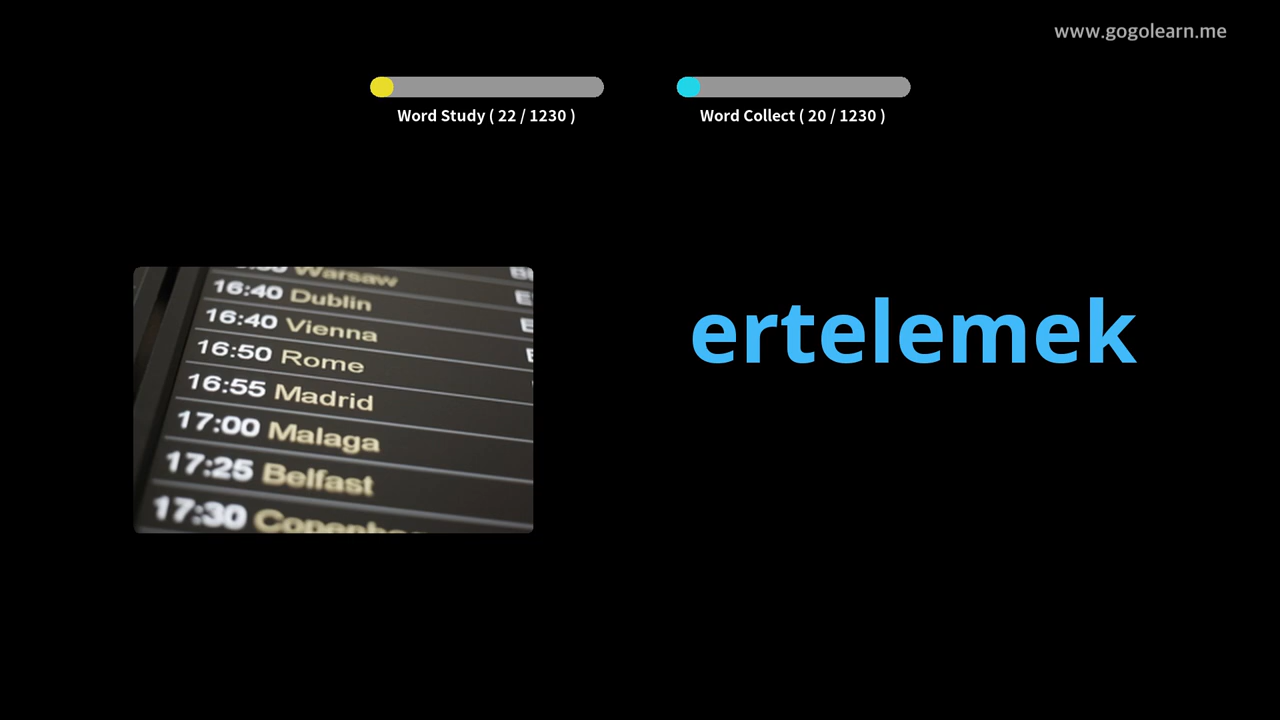 www.gogolearn.me
Word Study ( 22 / 1230 )
Word Collect ( 20 / 1230 )
Warsaw
16:40 Dublin
16:40 Vienna
16:50 Rome
16:55 Madrid
17:00 Malaga
17:25 Belfast
17:30
ertelemek